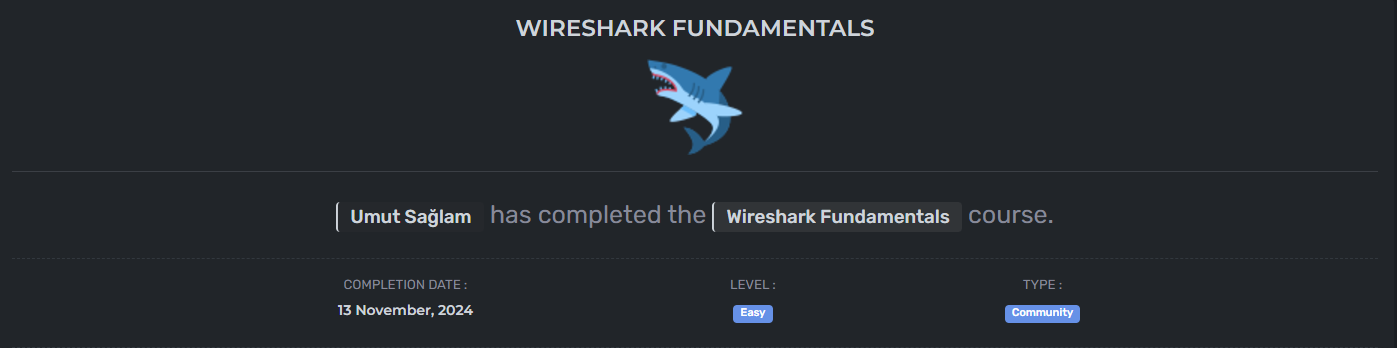 WIRESHARK FUNDAMENTALS
Umut Sağlam has completed the Wireshark Fundamentals course.
COMPLETION DATE : LEVEL : TYPE :
13 November, 2024 Easy Community